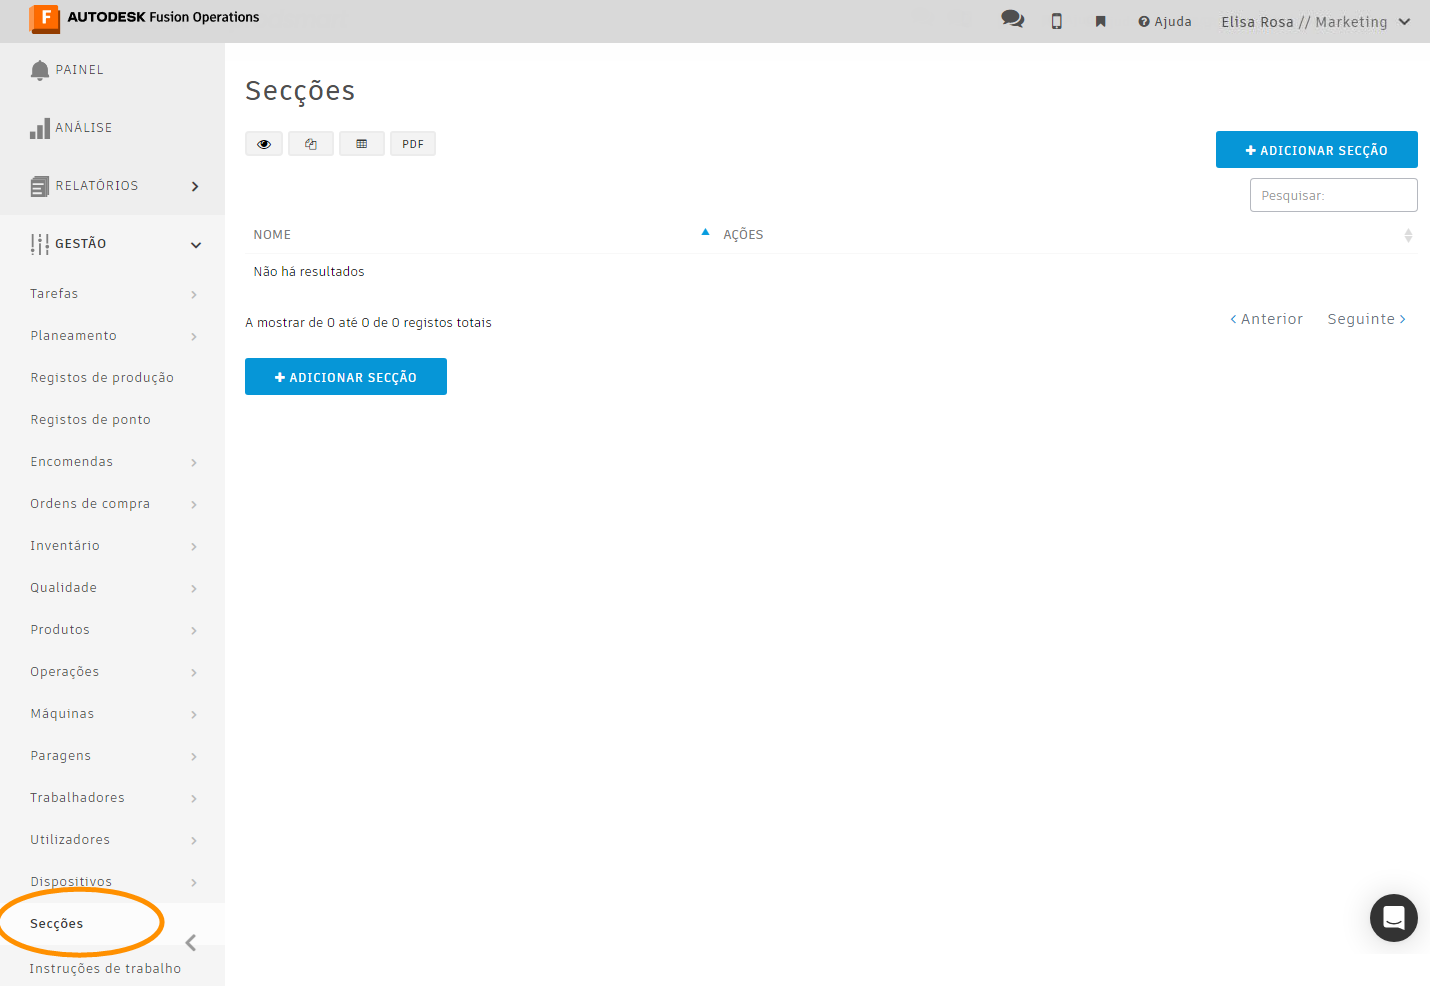 F AUTODESK Fusion Operations
Ajuda
Elisa Rosa // Marketing
PAINEL
ANÁLISE
RELATÓRIOS
GESTÃO
Tarefas
Planeamento
Registos de produção
Registos de ponto
Encomendas
Ordens de compra
Inventário
Qualidade
Produtos
Operações
Máquinas
Paragens
Trabalhadores
Utilizadores
Dispositivos
Secções
Instruções de trabalho
Secções
PDF
ADICIONAR SECÇÃO
Pesquisar:
NOME AÇÕES
Não há resultados
A mostrar de 0 até 0 de 0 registos totais
Anterior Seguinte
ADICIONAR SECÇÃO